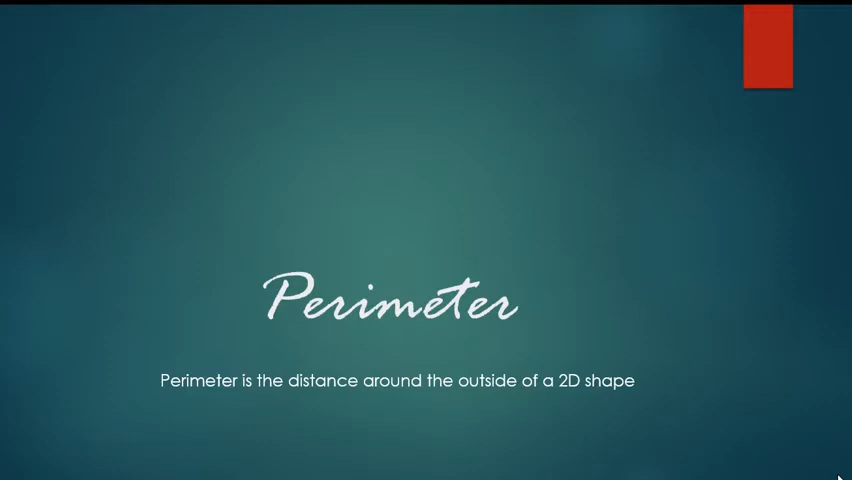 Perimeter
Perimeter is the distance around the outside of a 2D shape